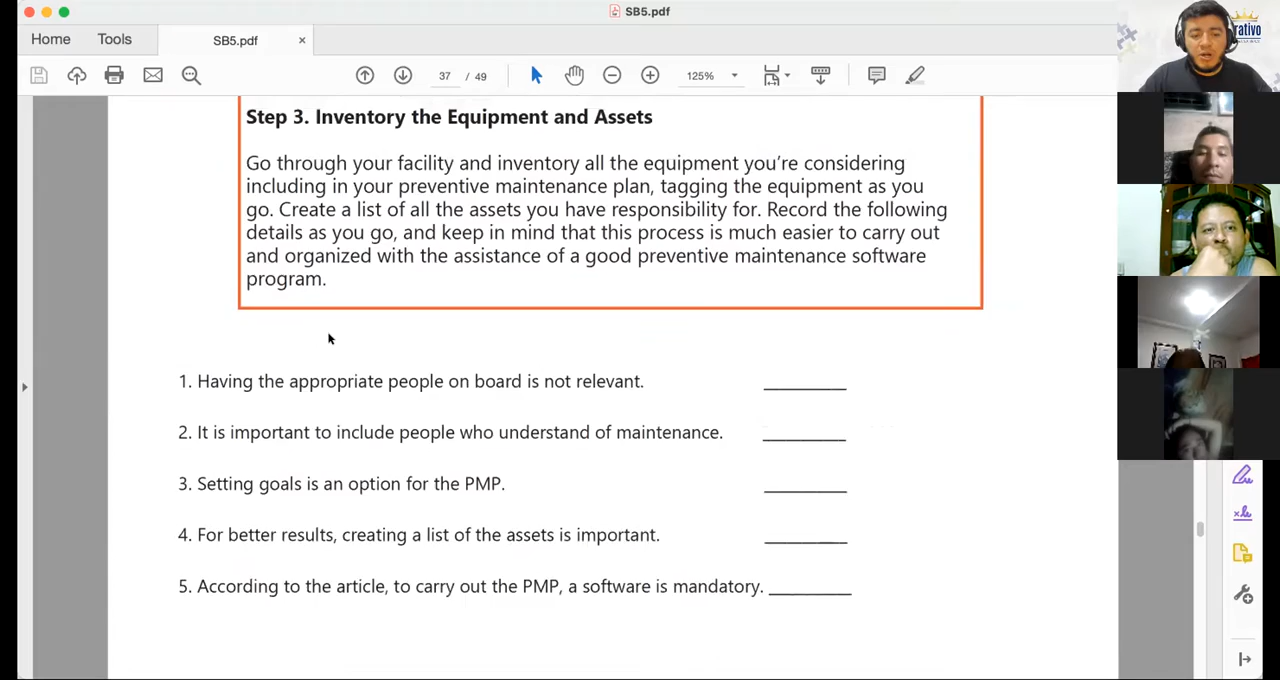 SB5.pdf
Home
Tools
SB5.pdf
×
37 / 49
125%
Step 3. Inventory the Equipment and Assets
Go through your facility and inventory all the equipment you're considering
including in your preventive maintenance plan, tagging the equipment as you
go. Create a list of all the assets you have responsibility for. Record the following
details as you go, and keep in mind that this process is much easier to carry out
and organized with the assistance of a good preventive maintenance software
program.
1. Having the appropriate people on board is not relevant. _________
2. It is important to include people who understand of maintenance. _________
3. Setting goals is an option for the PMP. _________
4. For better results, creating a list of the assets is important. _________
5. According to the article, to carry out the PMP, a software is mandatory. _________
rativo